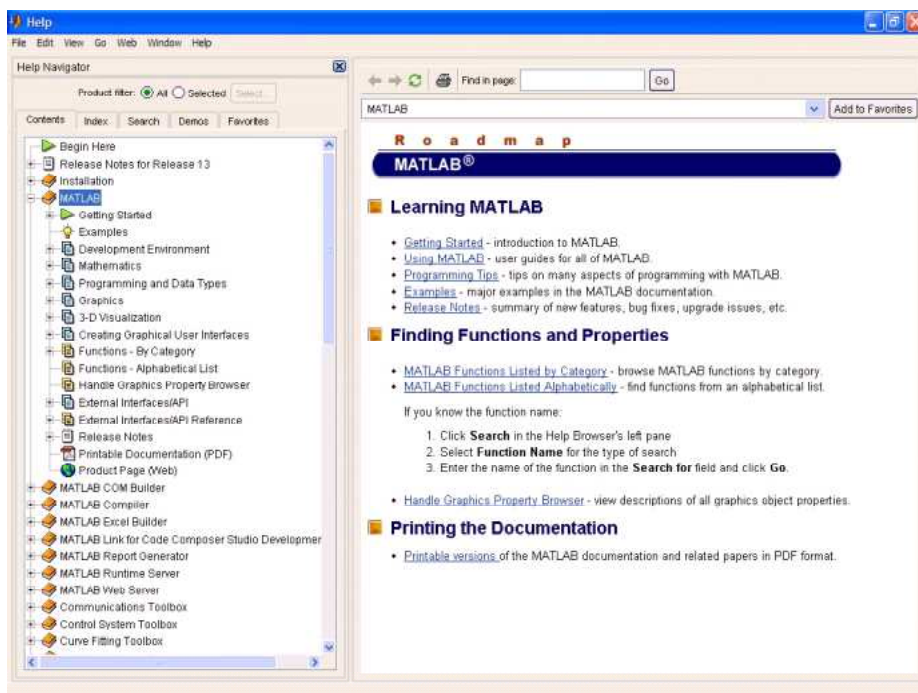 Help
File Edit View Go Web Window Help
Help Navigator
Product filter: All Selected Select...
Contents Index Search Demos Favorites
Begin Here
Release Notes for Release 13
Installation
MATLAB
Getting Started
Examples
Development Environment
Mathematics
Programming and Data Types
Graphics
3-D Visualization
Creating Graphical User Interfaces
Functions - By Category
Functions - Alphabetical List
Handle Graphics Property Browser
External Interfaces/API
External Interfaces/API Reference
Release Notes
Printable Documentation (PDF)
Product Page (Web)
MATLAB COM Builder
MATLAB Compiler
MATLAB Excel Builder
MATLAB Link for Code Composer Studio Developmer
MATLAB Report Generator
MATLAB Runtime Server
MATLAB Web Server
Communications Toolbox
Control System Toolbox
Curve Fitting Toolbox
Find in page: Go
MATLAB Add to Favorites
Roadmap
MATLAB®
Learning MATLAB
• Getting Started - introduction to MATLAB.
• Using MATLAB - user guides for all of MATLAB.
• Programming Tips - tips on many aspects of programming with MATLAB.
• Examples - major examples in the MATLAB documentation.
• Release Notes - summary of new features, bug fixes, upgrade issues, etc.
Finding Functions and Properties
• MATLAB Functions Listed by Category - browse MATLAB functions by category.
• MATLAB Functions Listed Alphabetically - find functions from an alphabetical list.
If you know the function name:
1. Click Search in the Help Browser's left pane
2. Select Function Name for the type of search
3. Enter the name of the function in the Search for field and click Go.
• Handle Graphics Property Browser - view descriptions of all graphics object properties.
Printing the Documentation
• Printable versions of the MATLAB documentation and related papers in PDF format.